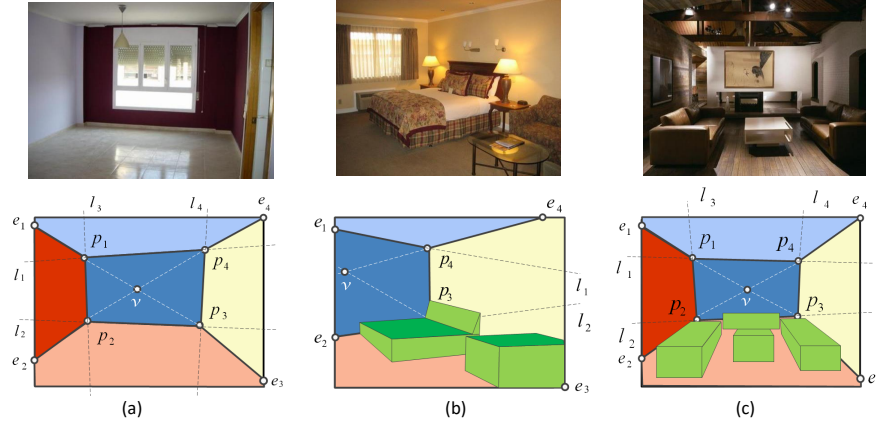 l3 l4 e4
e1 p1 p4
l1 v
l2 p2 p3
e2 e3
(a)
e4
e1 p4
v p3 l1
l2
e2 e3
(b)
l3 l4 e4
e1 p1 p4
l1 v
p2 p3
l2
e2 e
(c)